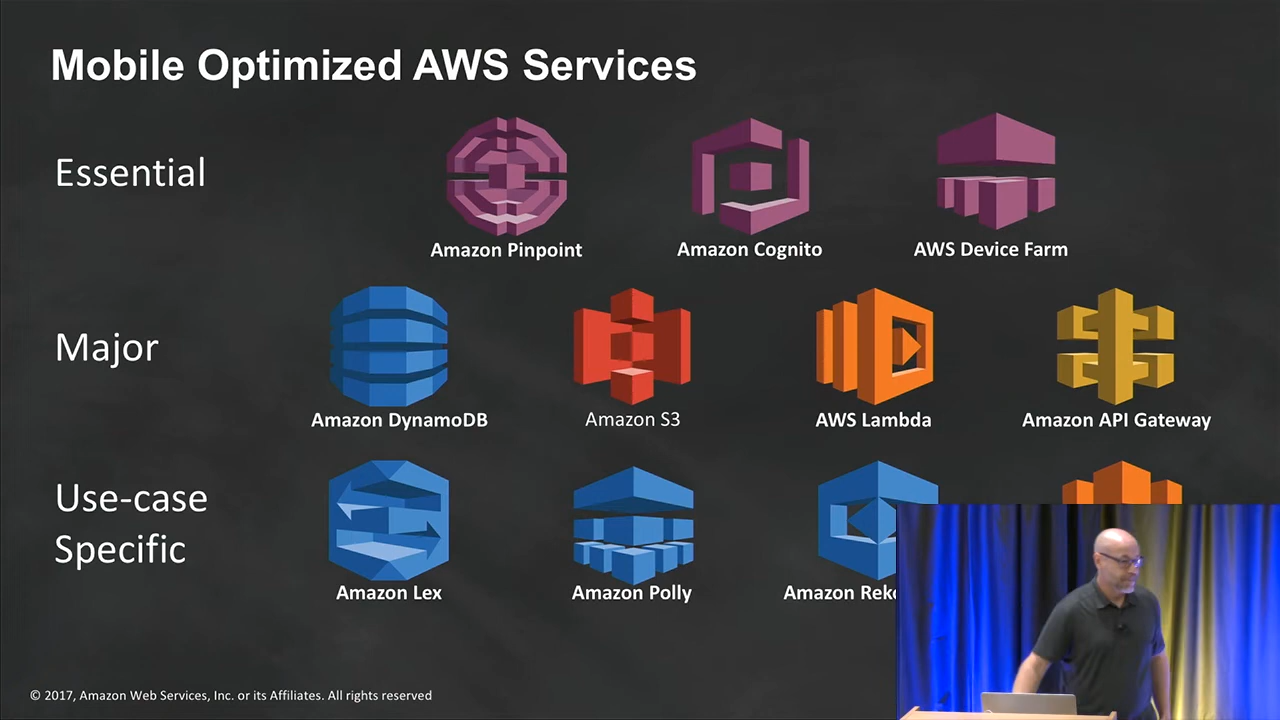 Mobile Optimized AWS Services
Essential
Amazon Pinpoint
Amazon Cognito
AWS Device Farm
Major
Amazon DynamoDB
Amazon S3
AWS Lambda
Amazon API Gateway
Use-case
Specific
Amazon Lex
Amazon Polly
Amazon
© 2017, Amazon Web Services, Inc. or its Affiliates. All rights reserved